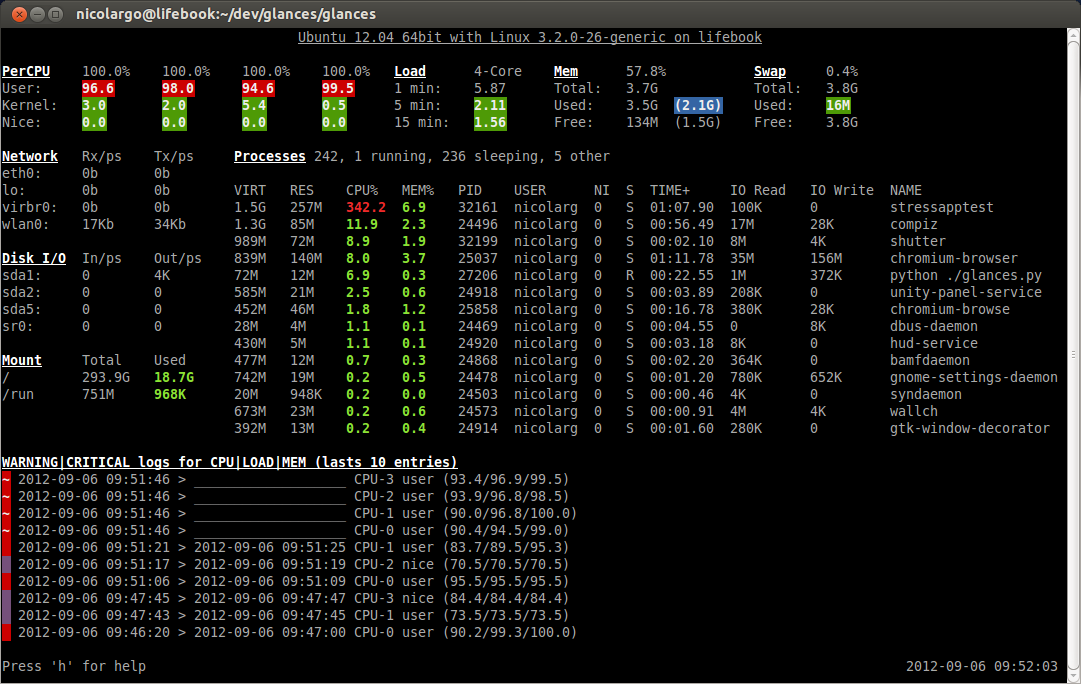 nicolargo@lifebook:~/dev/glances/glances
Ubuntu 12.04 64bit with Linux 3.2.0-26-generic on lifebook
PerCPU 100.0% 100.0% 100.0% 100.0% Load 4-Core Mem 57.8% Swap 0.4%
User: 96.6 98.0 94.6 99.5 1 min: 5.87 Total: 3.7G Total: 3.8G
Kernel: 3.0 2.0 5.4 0.5 5 min: 2.11 Used: 3.5G (2.1G) Used: 16M
Nice: 0.0 0.0 0.0 0.0 15 min: 1.56 Free: 134M (1.5G) Free: 3.8G
Network Rx/ps Tx/ps Processes 242, 1 running, 236 sleeping, 5 other
eth0: 0b 0b
lo: 0b 0b VIRT RES CPU% MEM% PID USER NI S TIME+ IO Read IO Write NAME
virbr0: 0b 0b 1.5G 257M 342.2 6.9 32161 nicolarg 0 S 01:07.90 100K 0 stressapptest
wlan0: 17Kb 34Kb 1.3G 85M 11.9 2.3 24496 nicolarg 0 S 00:56.49 17M 28K compiz
989M 72M 8.9 1.9 32199 nicolarg 0 S 00:02.10 8M 4K shutter
Disk I/O In/ps Out/ps 839M 140M 8.0 3.7 25037 nicolarg 0 S 01:11.78 35M 156M chromium-browser
sda1: 0 4K 72M 12M 6.9 0.3 27206 nicolarg 0 R 00:22.55 1M 372K python ./glances.py
sda2: 0 0 585M 21M 2.5 0.6 24918 nicolarg 0 S 00:03.89 208K 0 unity-panel-service
sda5: 0 0 452M 46M 1.8 1.2 25858 nicolarg 0 S 00:16.78 380K 28K chromium-browse
sr0: 0 0 28M 4M 1.1 0.1 24469 nicolarg 0 S 00:04.55 0 8K dbus-daemon
430M 5M 1.1 0.1 24920 nicolarg 0 S 00:03.18 8K 0 hud-service
Mount Total Used 477M 12M 0.7 0.3 24868 nicolarg 0 S 00:02.20 364K 0 bamfdaemon
/ 293.9G 18.7G 742M 19M 0.2 0.5 24478 nicolarg 0 S 00:01.20 780K 652K gnome-settings-daemon
/run 751M 968K 20M 948K 0.2 0.0 24503 nicolarg 0 S 00:00.46 4K 0 syndaemon
673M 23M 0.2 0.6 24573 nicolarg 0 S 00:00.91 4M 4K wallch
392M 13M 0.2 0.4 24914 nicolarg 0 S 00:01.60 280K 0 gtk-window-decorator
WARNING|CRITICAL logs for CPU|LOAD|MEM (lasts 10 entries)
~ 2012-09-06 09:51:46 > ___________________ CPU-3 user (93.4/96.9/99.5)
~ 2012-09-06 09:51:46 > ___________________ CPU-2 user (93.9/96.8/98.5)
~ 2012-09-06 09:51:46 > ___________________ CPU-1 user (90.0/96.8/100.0)
~ 2012-09-06 09:51:46 > ___________________ CPU-0 user (90.4/94.5/99.0)
2012-09-06 09:51:21 > 2012-09-06 09:51:25 CPU-1 user (83.7/89.5/95.3)
2012-09-06 09:51:17 > 2012-09-06 09:51:19 CPU-2 nice (70.5/70.5/70.5)
2012-09-06 09:51:06 > 2012-09-06 09:51:09 CPU-0 user (95.5/95.5/95.5)
2012-09-06 09:47:45 > 2012-09-06 09:47:47 CPU-3 nice (84.4/84.4/84.4)
2012-09-06 09:47:43 > 2012-09-06 09:47:45 CPU-1 user (73.5/73.5/73.5)
2012-09-06 09:46:20 > 2012-09-06 09:47:00 CPU-0 user (90.2/99.3/100.0)
Press 'h' for help 2012-09-06 09:52:03